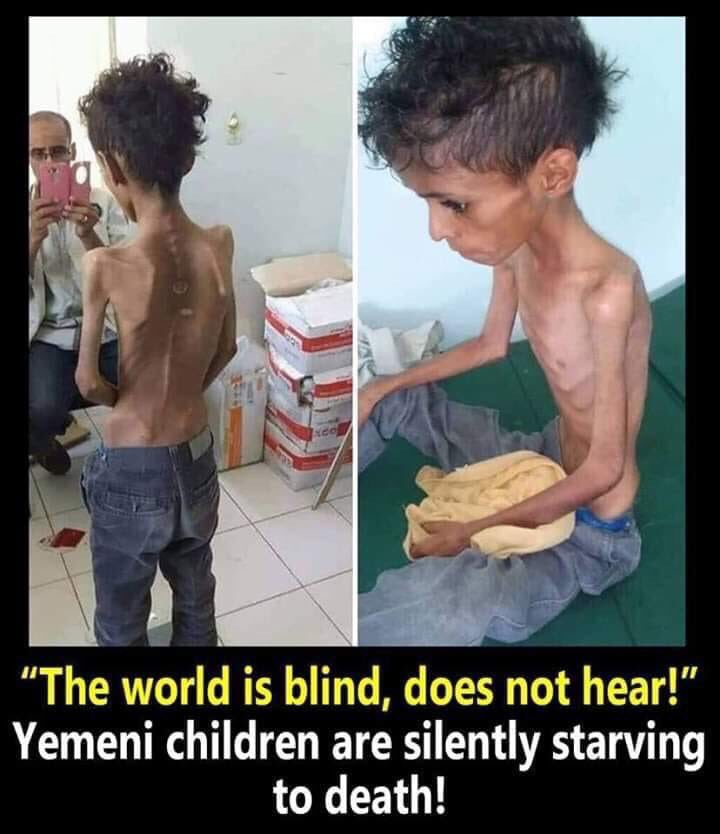 “The world is blind, does not hear!”
Yemeni children are silently starving
to death!